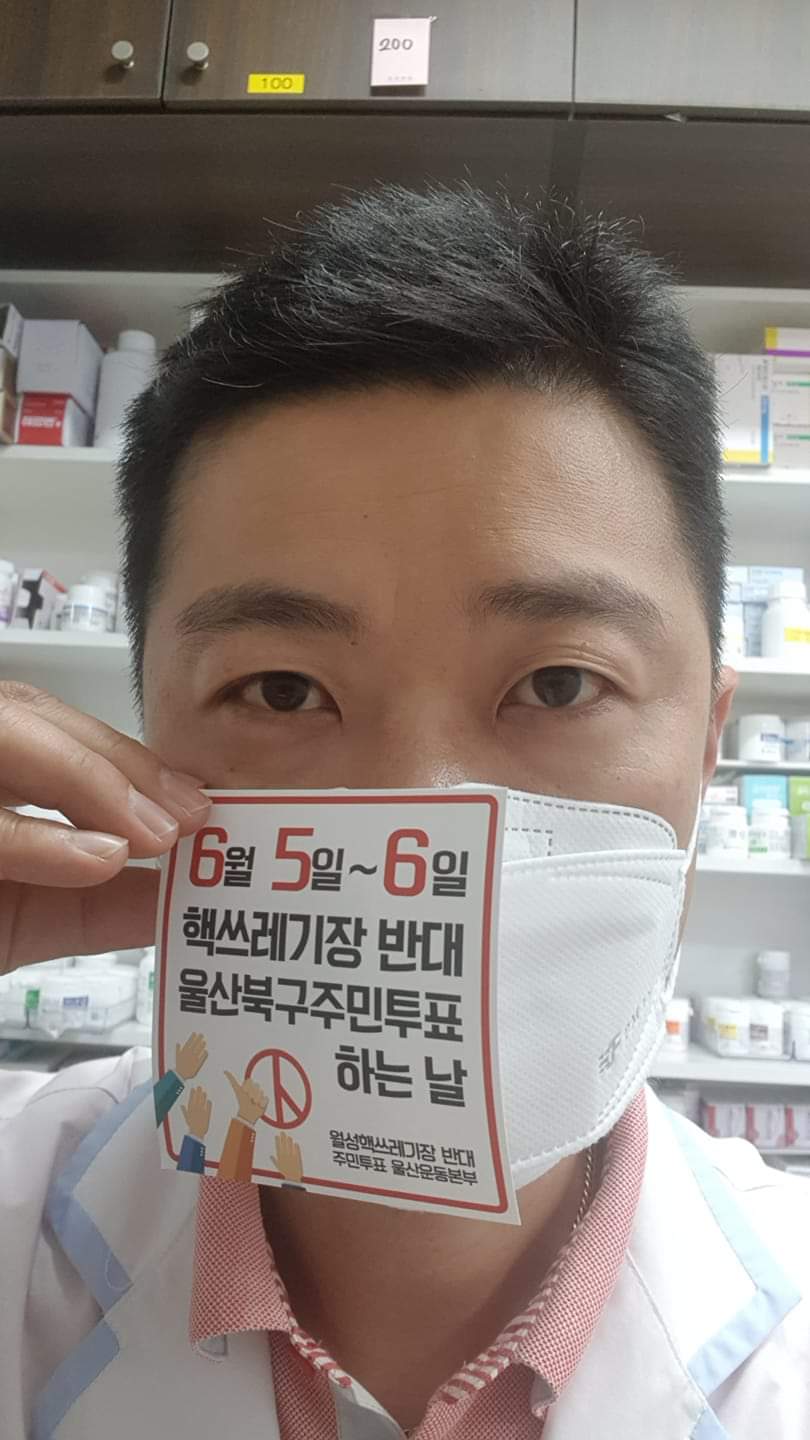 100
200
6월 5일~6일
핵쓰레기장 반대
울산북구주민투표
하는 날
월성핵쓰레기장 반대
주민투표 울산운동본부